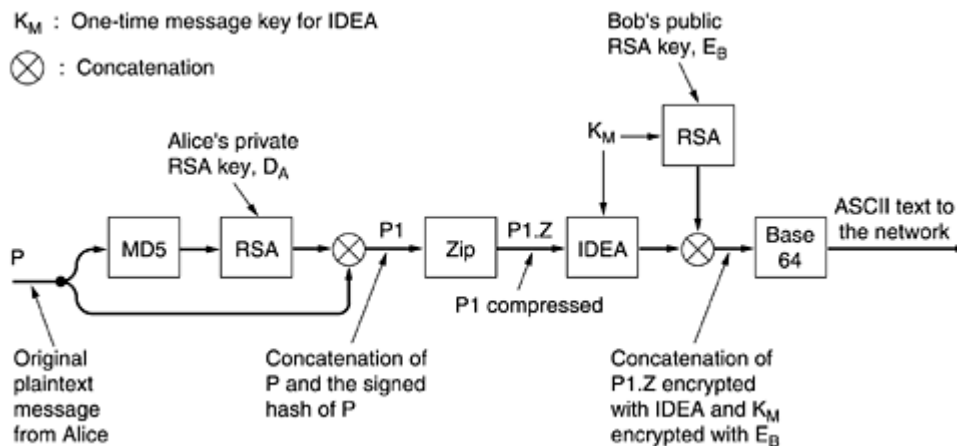 K_M : One-time message key for IDEA
⊗ : Concatenation
Bob's public
RSA key, E_B
Alice's private
RSA key, D_A
K_M
RSA
P
MD5
RSA
P1
Zip
P1.Z
IDEA
Base
64
ASCII text to
the network
P1 compressed
Original
plaintext
message
from Alice
Concatenation of
P and the signed
hash of P
Concatenation of
P1.Z encrypted
with IDEA and K_M
encrypted with E_B